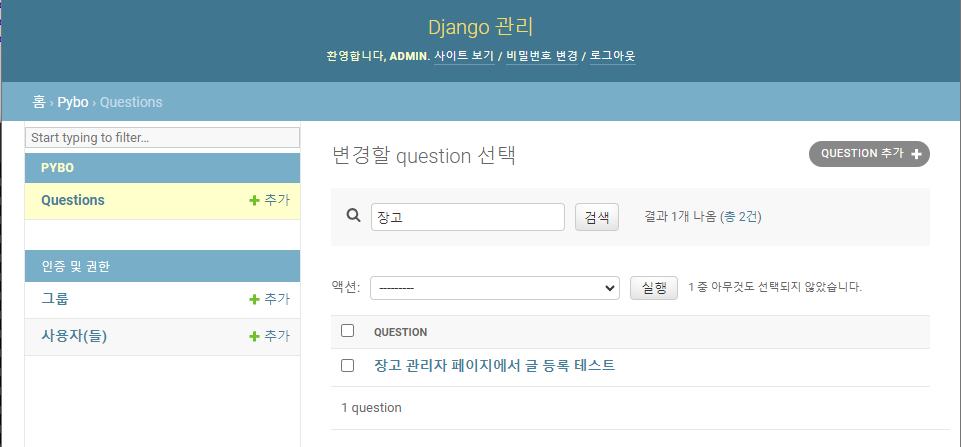 Django 관리
환영합니다, ADMIN. 사이트 보기 / 비밀번호 변경 / 로그아웃
홈 › Pybo › Questions
Start typing to filter...
PYBO
Questions 추가
인증 및 권한
그룹 추가
사용자(들) 추가
변경할 question 선택
QUESTION 추가
장고 검색 결과 1개 나옴 (총 2건)
액션: --------- 실행 1 중 아무것도 선택되지 않았습니다.
QUESTION
장고 관리자 페이지에서 글 등록 테스트
1 question